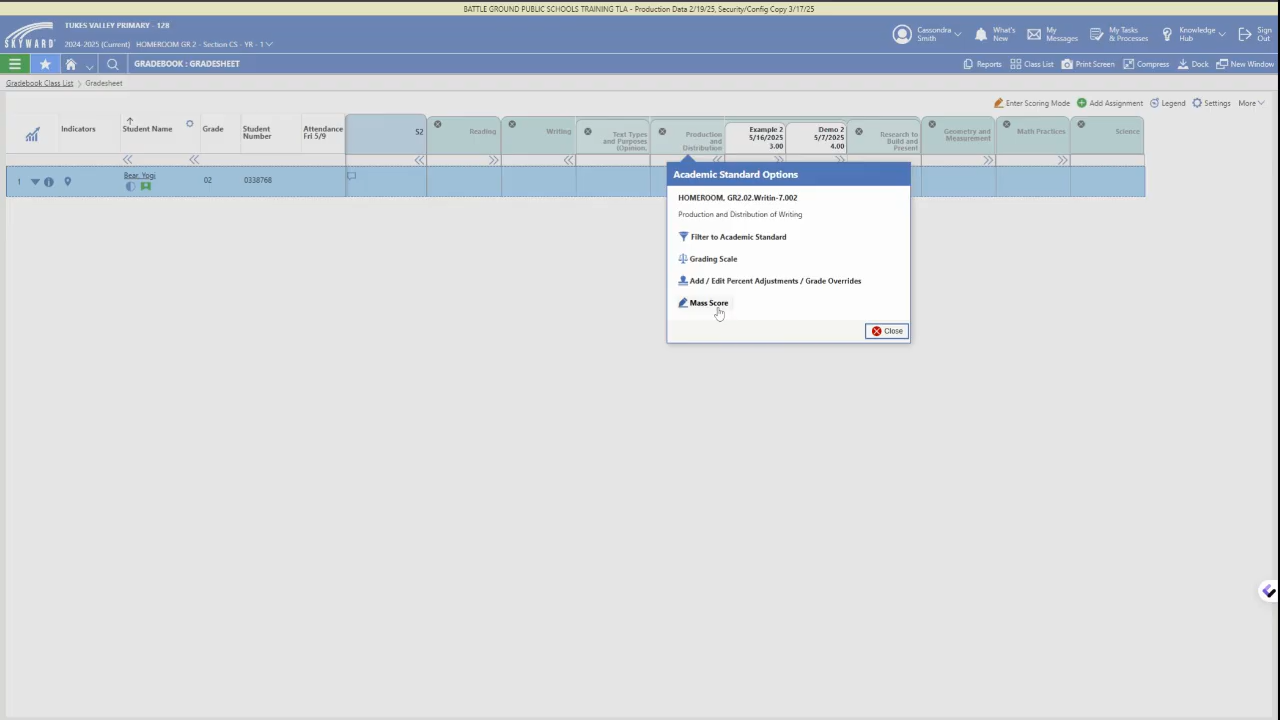 BATTLE GROUND PUBLIC SCHOOLS TRAINING TLA - Production Data 2/19/25, Security/Config Copy 3/17/25
SKYWARD
TUKES VALLEY PRIMARY - 128
2024-2025 (Current) HOMEROOM GR 2 - Section CS - YR - 1
Cassondra
Smith
What's
New
My
Messages
My Tasks
& Processes
Knowledge
Hub
Sign
Out
GRADEBOOK : GRADESHEET
Reports
Class List
Print Screen
Compress
Dock
New Window
Gradebook Class List
Gradesheet
Enter Scoring Mode
Add Assignment
Legend
Settings
More
Indicators
Student Name
Grade
Student
Number
Attendance
Fri 5/9
S2
Reading
Writing
Text Types
and Purposes
(Opinion,
Production
and
Distribution
Example 2
5/16/2025
3.00
Demo 2
5/7/2025
4.00
Research to
Build and
Present
Geometry and
Measurement
Math Practices
Science
1
Bear, Yogi
02
0338768
Academic Standard Options
HOMEROOM, GR2.02.Writin-7.002
Production and Distribution of Writing
Filter to Academic Standard
Grading Scale
Add / Edit Percent Adjustments / Grade Overrides
Mass Score
Close